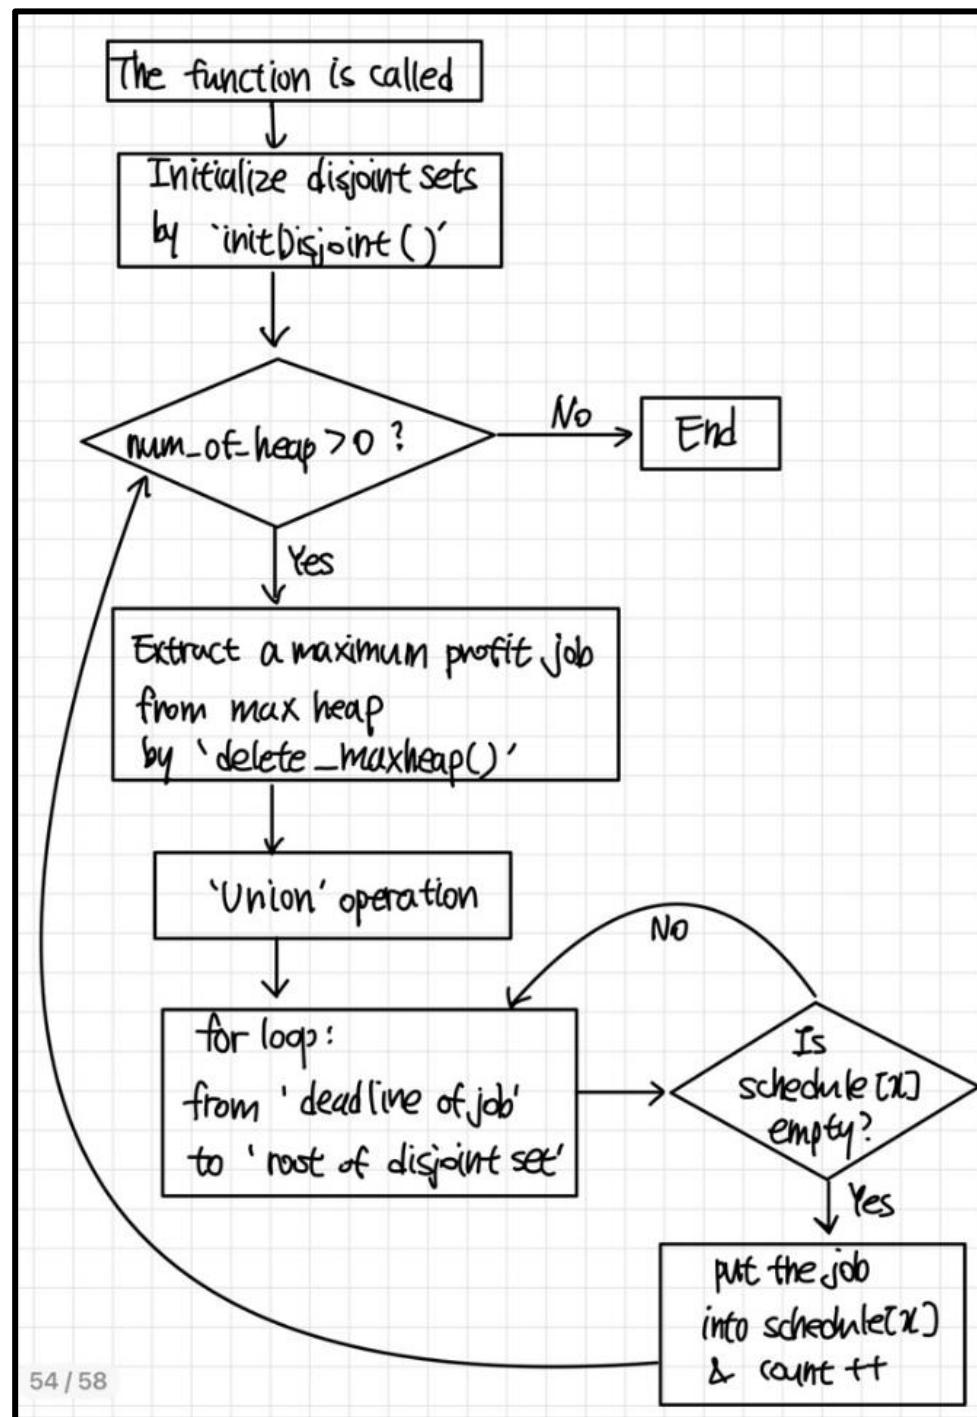 The function is called
Initialize disjoint sets
by 'initDisjoint()'
num_of_heap > 0 ?
No
End
Yes
Extract a maximum profit job
from max heap
by 'delete_maxheap()'
'Union' operation
No
for loop:
from 'deadline of job'
to 'root of disjoint set'
Is
schedule[x]
empty?
Yes
put the job
into schedule[x]
& count ++
54 / 58